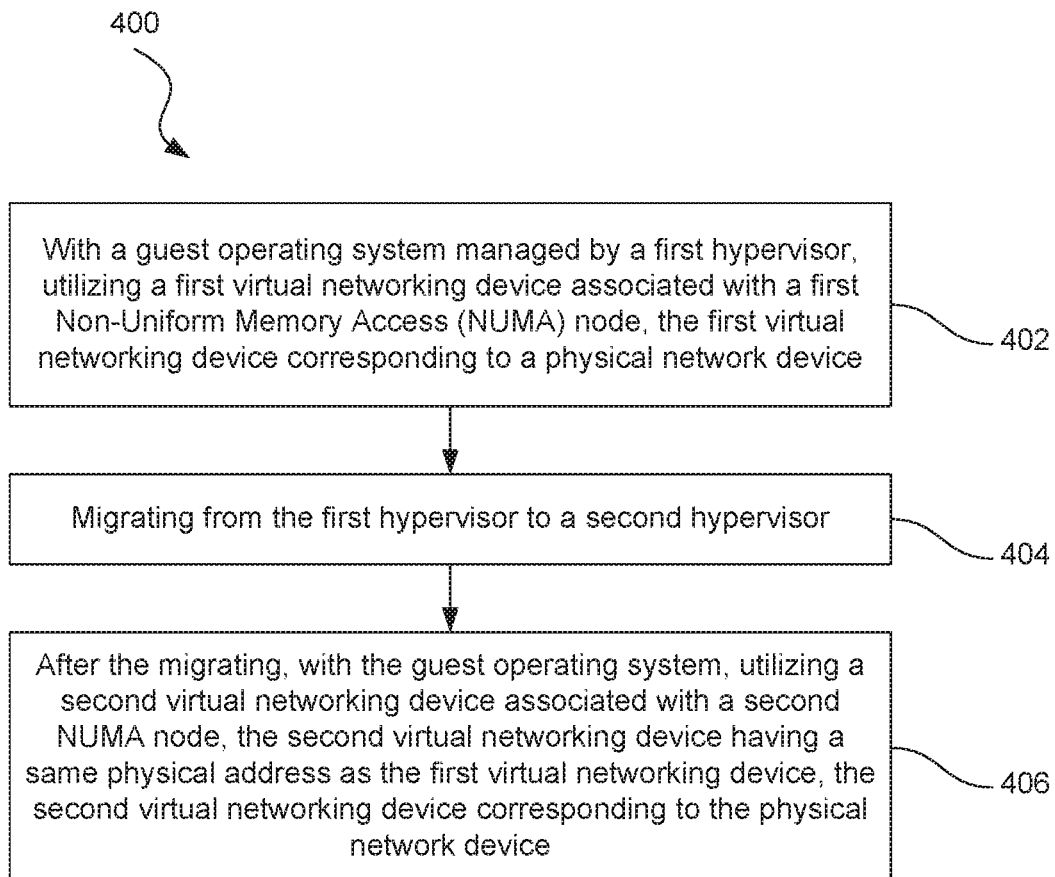 400
With a guest operating system managed by a first hypervisor,
utilizing a first virtual networking device associated with a first
Non-Uniform Memory Access (NUMA) node, the first virtual
networking device corresponding to a physical network device
402
Migrating from the first hypervisor to a second hypervisor
404
After the migrating, with the guest operating system, utilizing a
second virtual networking device associated with a second
NUMA node, the second virtual networking device having a
same physical address as the first virtual networking device, the
second virtual networking device corresponding to the physical
network device
406